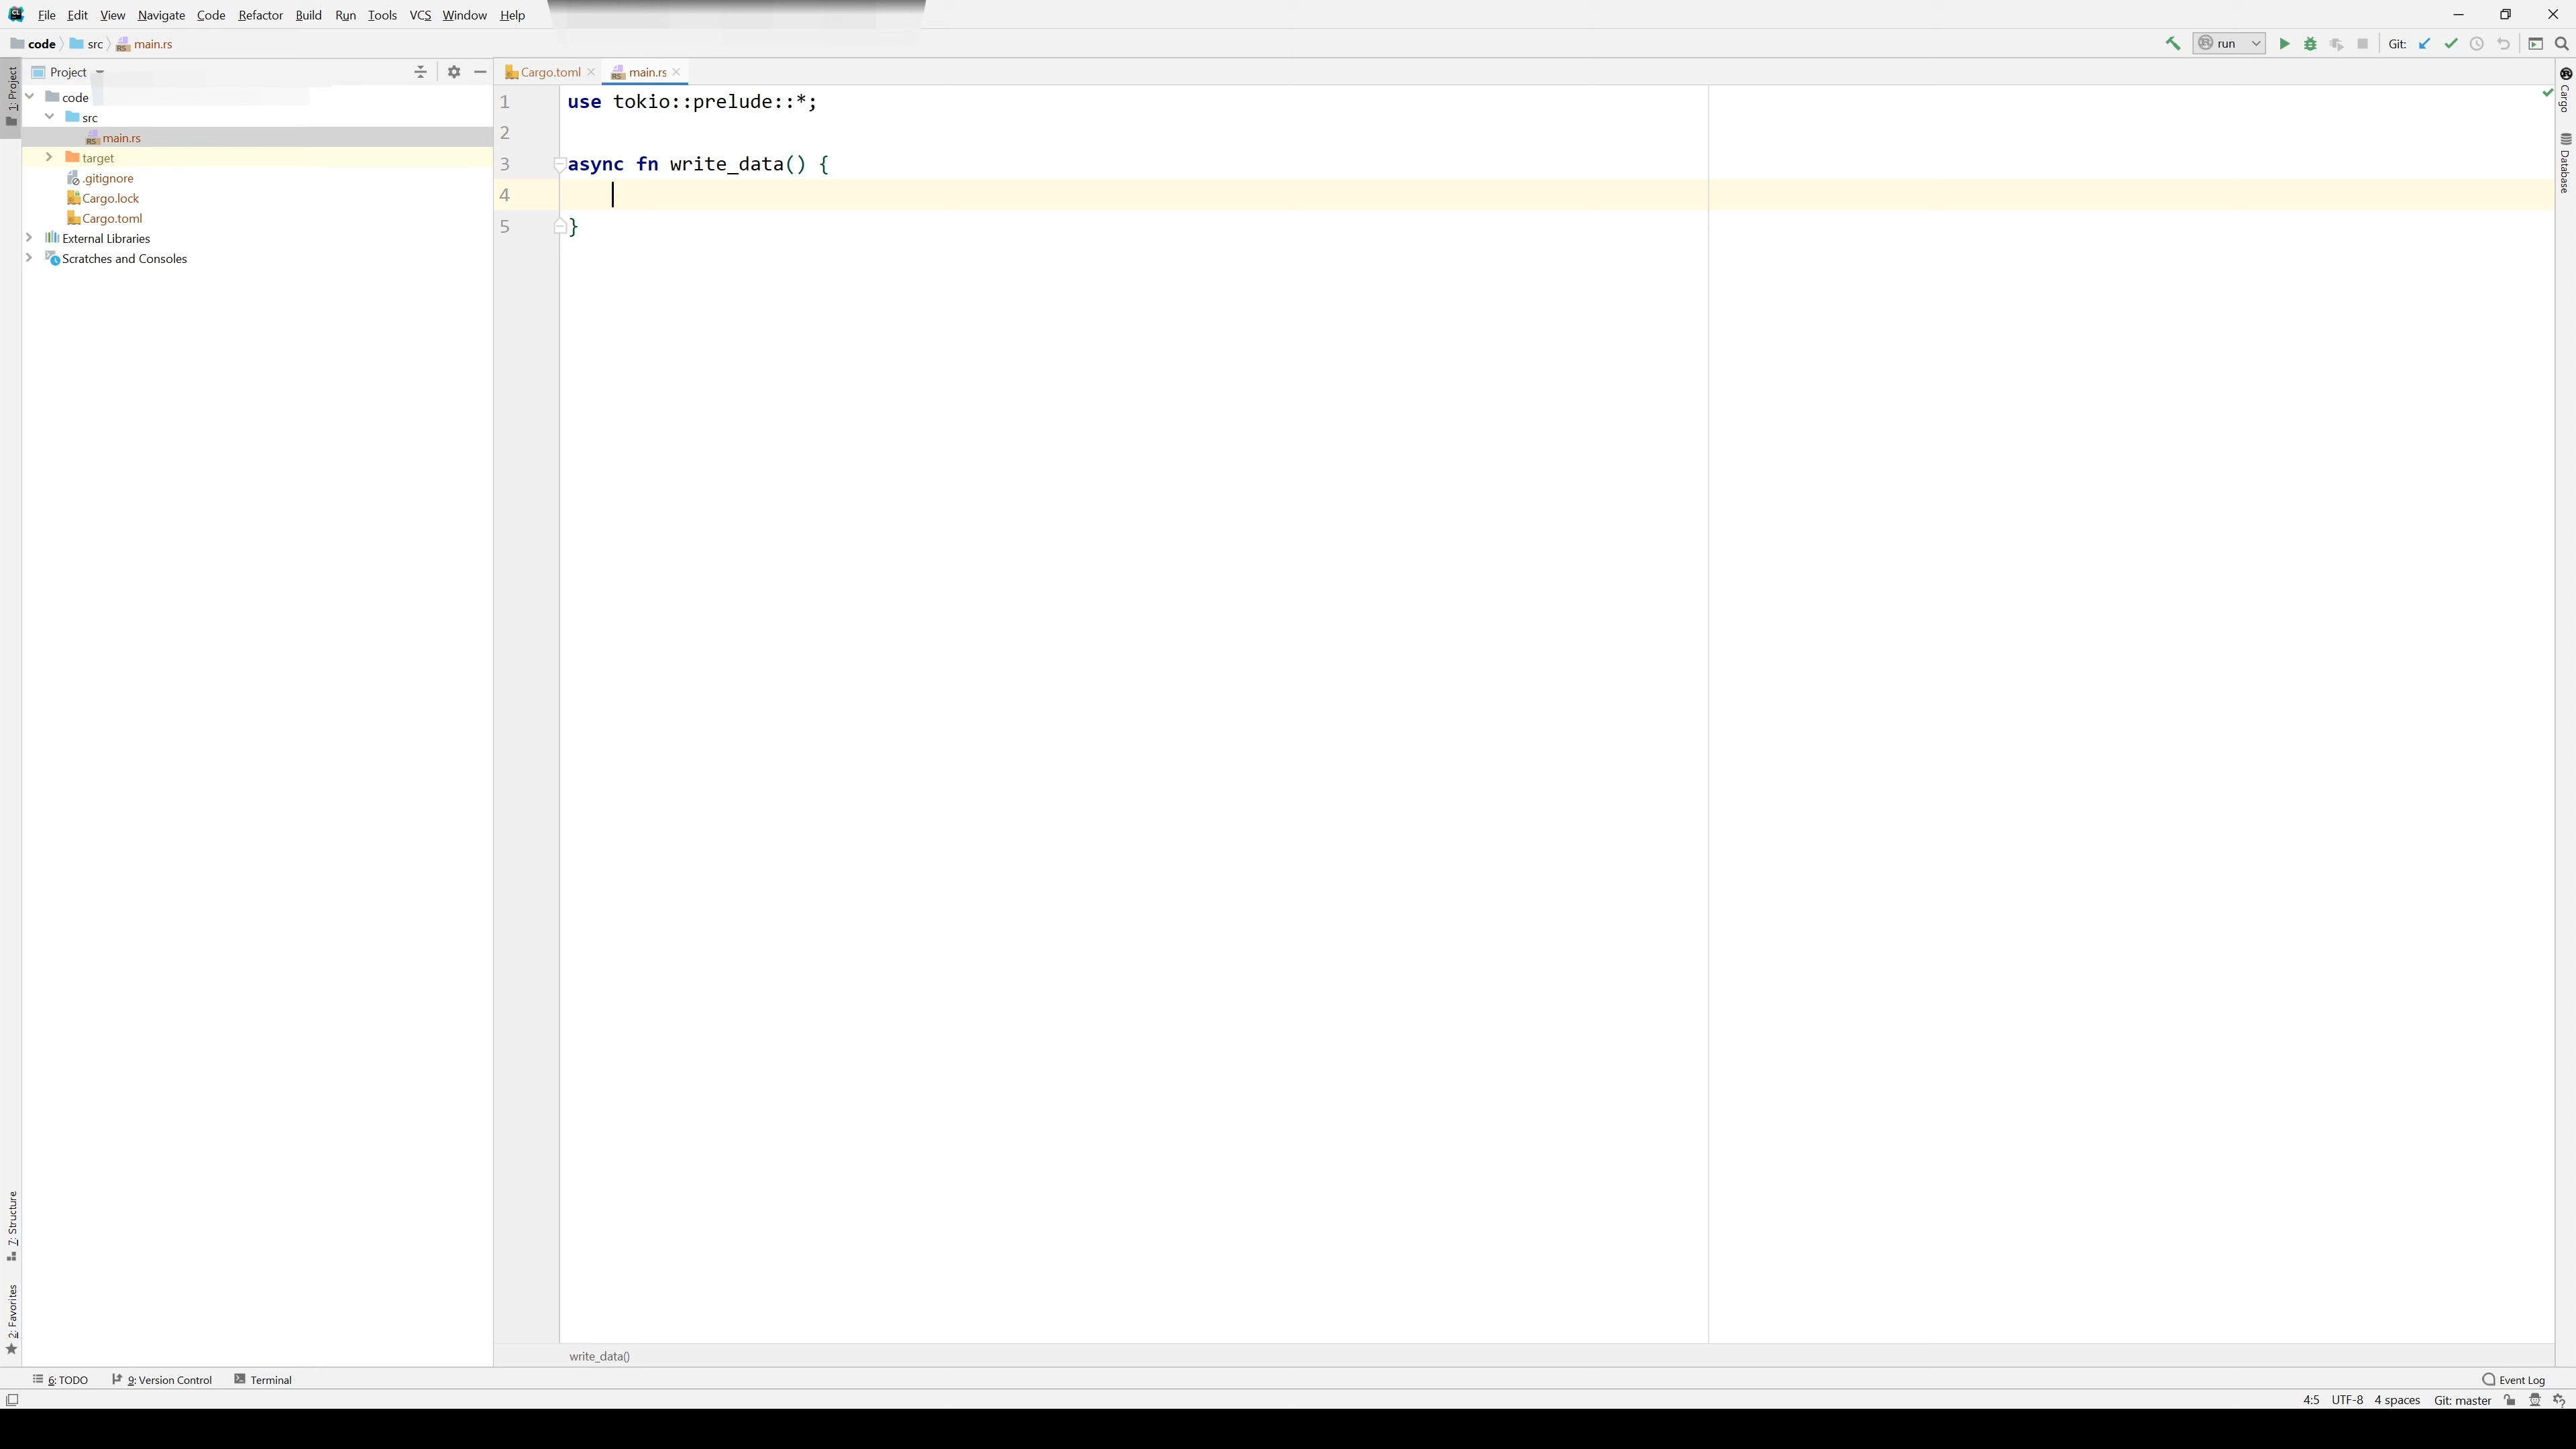 File Edit View Navigate Code Refactor Build Run Tools VCS Window Help
code src main.rs
run Git:
1: Project
Project
Cargo.toml main.rs
code
src
main.rs
target
.gitignore
Cargo.lock
Cargo.toml
External Libraries
Scratches and Consoles
1 use tokio::prelude::*;
2
3 async fn write_data() {
4
5 }
Cargo
Database
7: Structure
2: Favorites
write_data()
6: TODO 9: Version Control Terminal Event Log
4:5 UTF-8 4 spaces Git: master